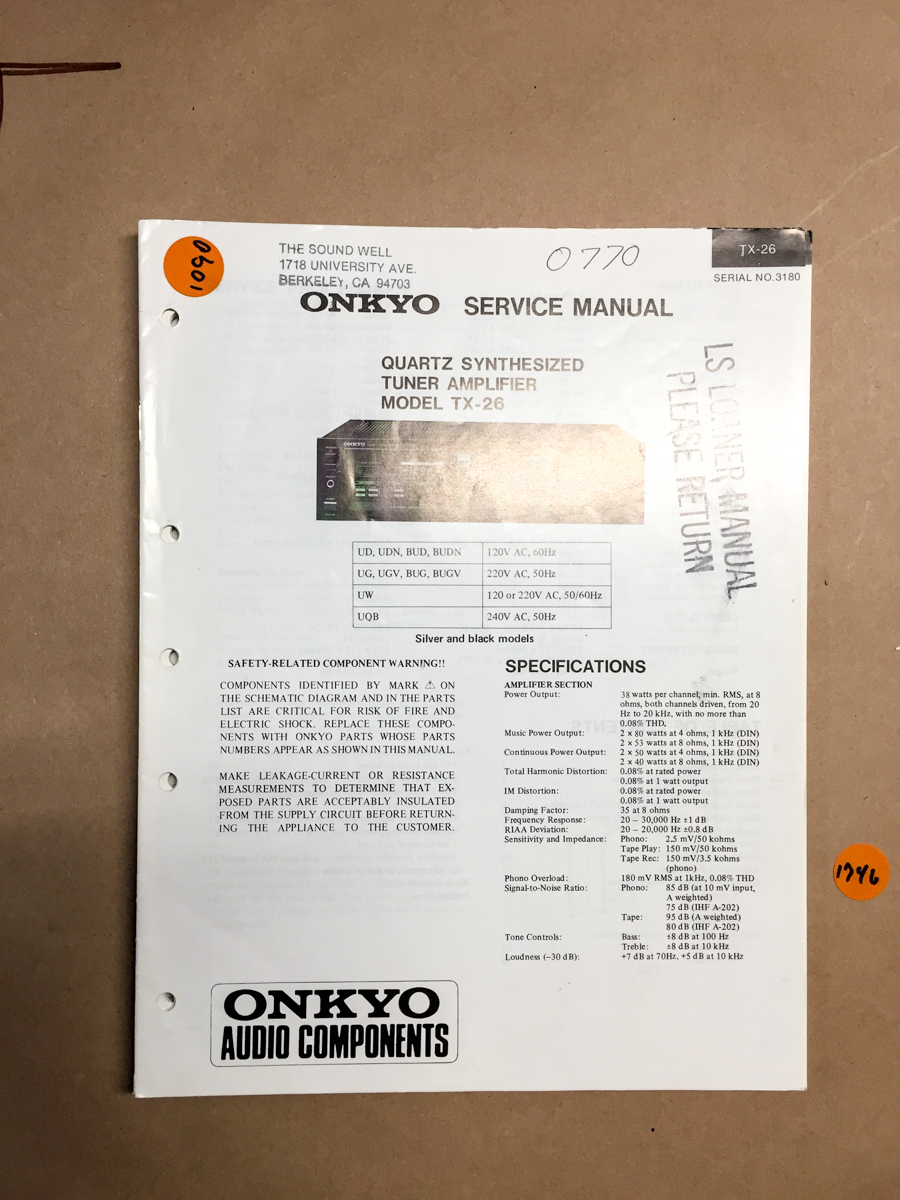 1090
THE SOUND WELL
1718 UNIVERSITY AVE.
BERKELEY, CA 94703
0770
TX-26
SERIAL NO. 3180
ONKYO SERVICE MANUAL
QUARTZ SYNTHESIZED
TUNER AMPLIFIER
MODEL TX-26
LS LOANER MANUAL
PLEASE RETURN
ONKYO
UD, UDN, BUD, BUDN 120V AC, 60Hz
UG, UGV, BUG, BUGV 220V AC, 50Hz
UW 120 or 220V AC, 50/60Hz
UQB 240V AC, 50Hz
Silver and black models
SAFETY-RELATED COMPONENT WARNING!!
COMPONENTS IDENTIFIED BY MARK ⚠ ON
THE SCHEMATIC DIAGRAM AND IN THE PARTS
LIST ARE CRITICAL FOR RISK OF FIRE AND
ELECTRIC SHOCK. REPLACE THESE COMPO-
NENTS WITH ONKYO PARTS WHOSE PARTS
NUMBERS APPEAR AS SHOWN IN THIS MANUAL.
MAKE LEAKAGE-CURRENT OR RESISTANCE
MEASUREMENTS TO DETERMINE THAT EX-
POSED PARTS ARE ACCEPTABLY INSULATED
FROM THE SUPPLY CIRCUIT BEFORE RETURN-
ING THE APPLIANCE TO THE CUSTOMER.
SPECIFICATIONS
AMPLIFIER SECTION
Power Output: 38 watts per channel, min. RMS, at 8
ohms, both channels driven, from 20
Hz to 20 kHz, with no more than
0.08% THD,
Music Power Output: 2 x 80 watts at 4 ohms, 1 kHz (DIN)
2 x 53 watts at 8 ohms, 1 kHz (DIN)
Continuous Power Output: 2 x 50 watts at 4 ohms, 1 kHz (DIN)
2 x 40 watts at 8 ohms, 1 kHz (DIN)
Total Harmonic Distortion: 0.08% at rated power
0.08% at 1 watt output
IM Distortion: 0.08% at rated power
0.08% at 1 watt output
Damping Factor: 35 at 8 ohms
Frequency Response: 20 – 30,000 Hz ±1 dB
RIAA Deviation: 20 – 20,000 Hz ±0.8 dB
Sensitivity and Impedance: Phono: 2.5 mV/50 kohms
Tape Play: 150 mV/50 kohms
Tape Rec: 150 mV/3.5 kohms
(phono)
Phono Overload: 180 mV RMS at 1kHz, 0.08% THD
Signal-to-Noise Ratio: Phono: 85 dB (at 10 mV input,
A weighted)
75 dB (IHF A-202)
Tape: 95 dB (A weighted)
80 dB (IHF A-202)
Tone Controls: Bass: ±8 dB at 100 Hz
Treble: ±8 dB at 10 kHz
Loudness (–30 dB): +7 dB at 70Hz, +5 dB at 10 kHz
1746
ONKYO
AUDIO COMPONENTS